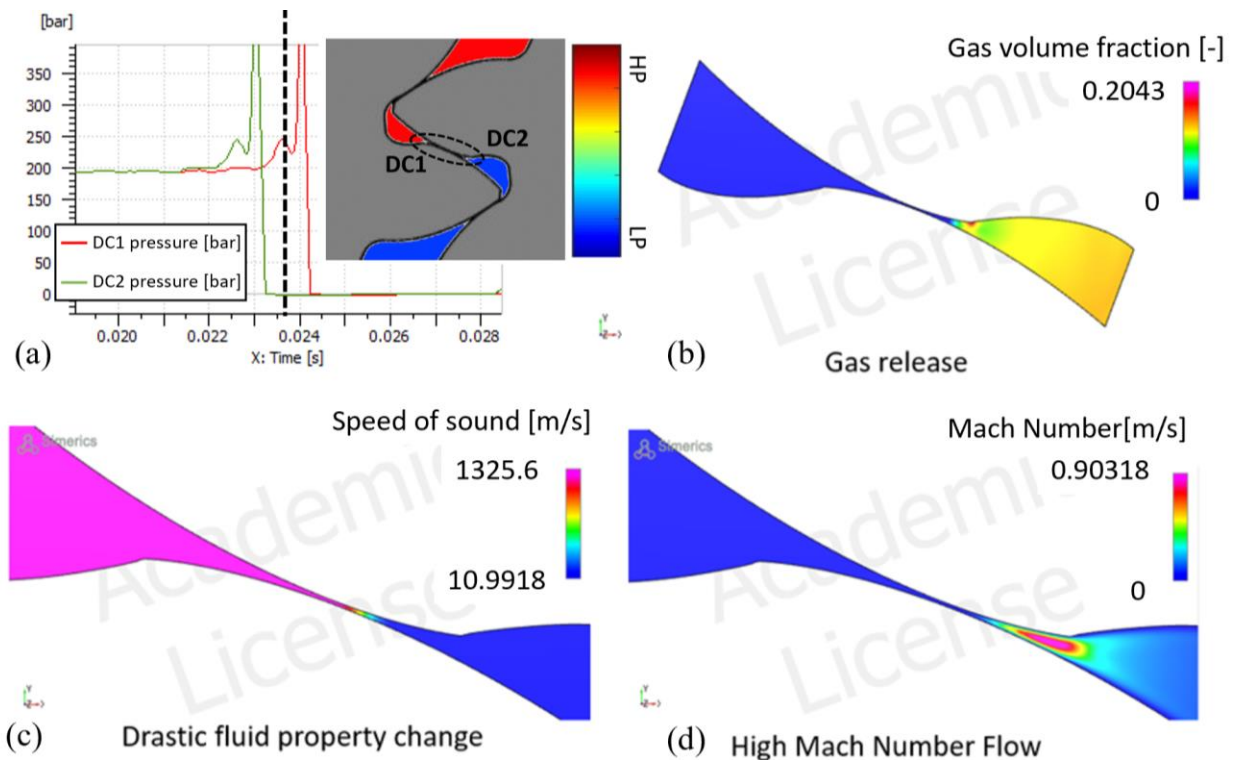 [bar]
350
300
250
200
150
100
50
0
DC1 pressure [bar]
DC2 pressure [bar]
0.020
0.022
0.024
0.026
0.028
X: Time [s]
DC1
DC2
HP
LP
Y
Z
X
(a)
Gas volume fraction [-]
0.2043
0
Academic
License
(b)
Gas release
Simerics
Speed of sound [m/s]
1325.6
10.9918
Academic
License
Y
Z
X
(c)
Drastic fluid property change
Simerics
Mach Number[m/s]
0.90318
0
Academic
License
Y
Z
X
(d)
High Mach Number Flow